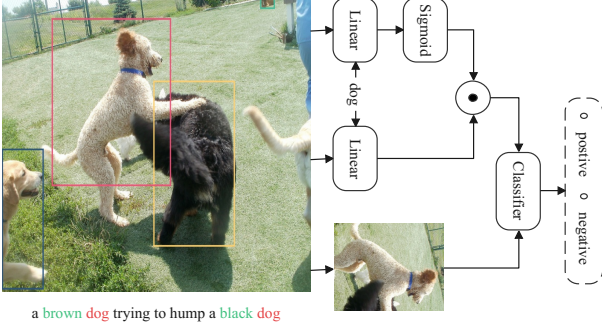 Linear
Sigmoid
dog
Linear
Classifier
postive
negative
a brown dog trying to hump a black dog